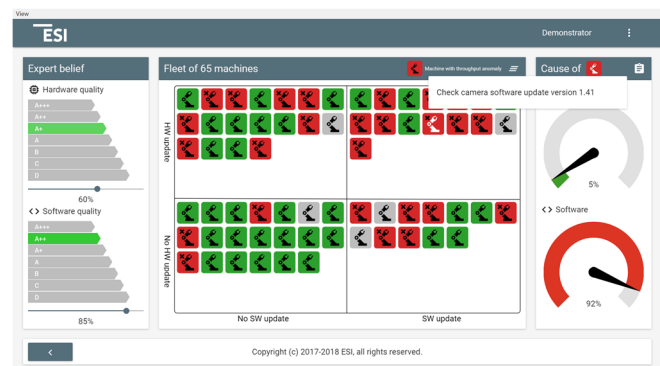 View
ESI
Demonstrator
Expert belief
Hardware quality
A+++
A++
A+
A
B
C
D
60%
Software quality
A+++
A++
A+
A
B
C
D
85%
Fleet of 65 machines
Machine with throughput anomaly
HW update
No HW update
No SW update
SW update
Cause of
Check camera software update version 1.41
5%
Software
92%
Copyright (c) 2017-2018 ESI, all rights reserved.